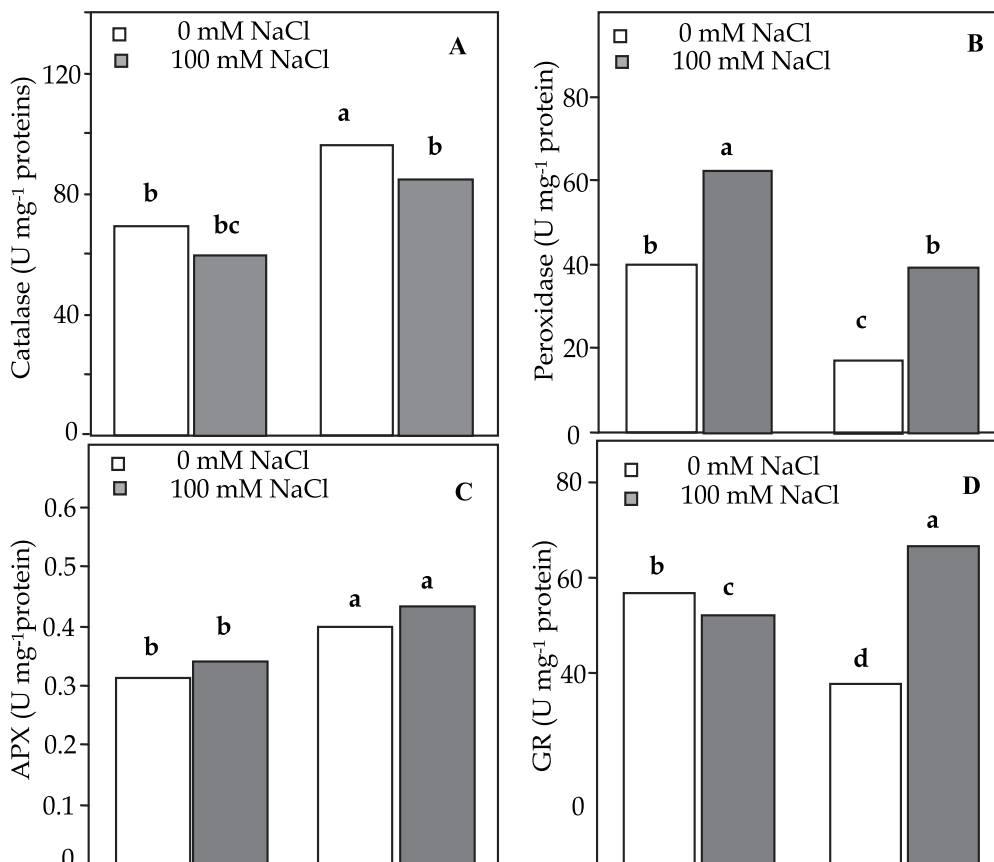 0 mM NaCl
100 mM NaCl
A
Catalase (U mg⁻¹ proteins)
120
80
40
0
b
bc
a
b
0 mM NaCl
100 mM NaCl
B
Peroxidase (U mg⁻¹ protein)
80
60
40
20
0
b
a
c
b
0 mM NaCl
100 mM NaCl
C
APX (U mg⁻¹protein)
0.6
0.5
0.4
0.3
0.2
0.1
0
b
b
a
a
0 mM NaCl
100 mM NaCl
D
GR (U mg⁻¹ protein)
80
60
40
0
b
c
d
a